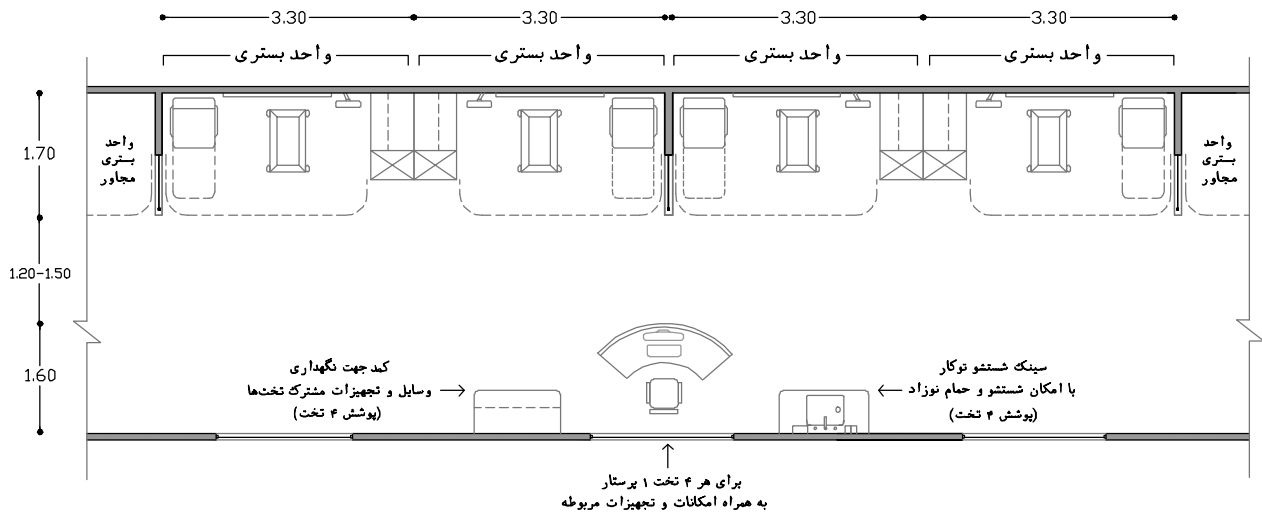 3.30 3.30 3.30 3.30
واحد بستری واحد بستری واحد بستری واحد بستری
واحد
بستری
مجاور
واحد
بستری
مجاور
1.70
1.20-1.50
1.60
سینک شستشو توکار
با امکان شستشو و حمام نوزاد
(پوشش ۴ تخت)
کمد جهت نگهداری
وسایل و تجهیزات مشترک تخت‌ها
(پوشش ۴ تخت)
برای هر ۴ تخت ۱ پرستار
به همراه امکانات و تجهیزات مربوطه